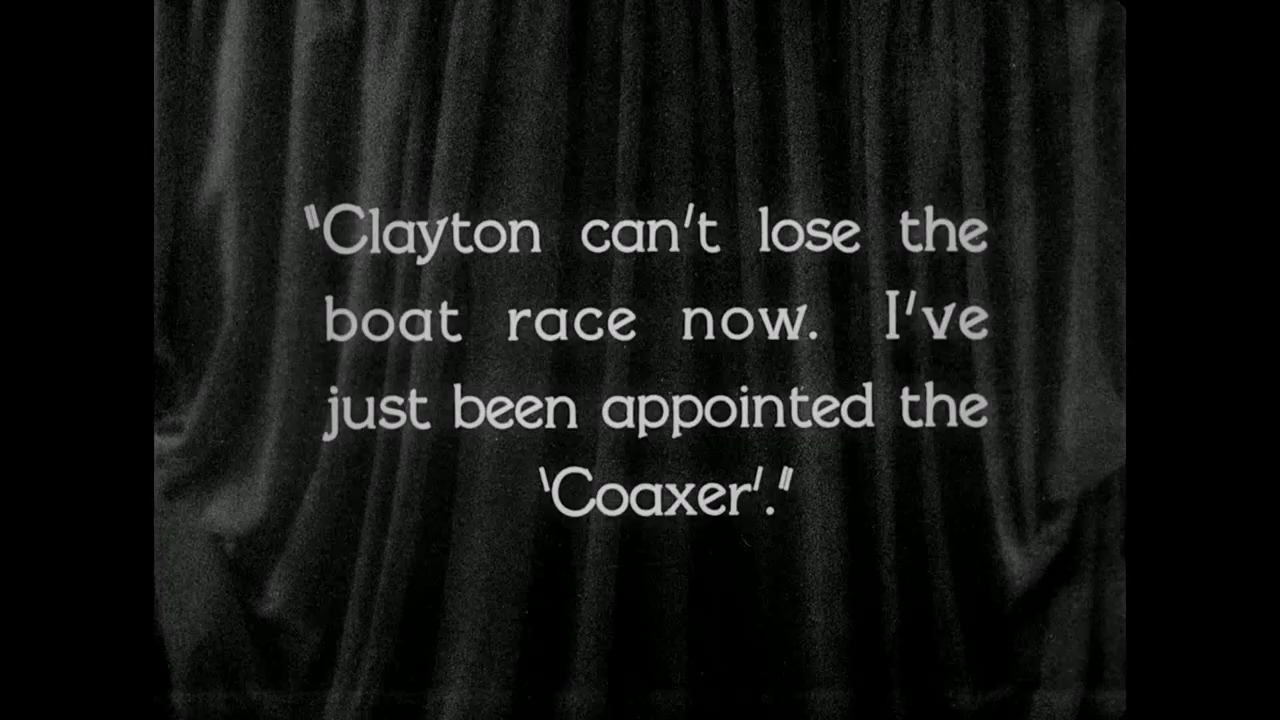 "Clayton can't lose the
boat race now. I've
just been appointed the
'Coaxer'."